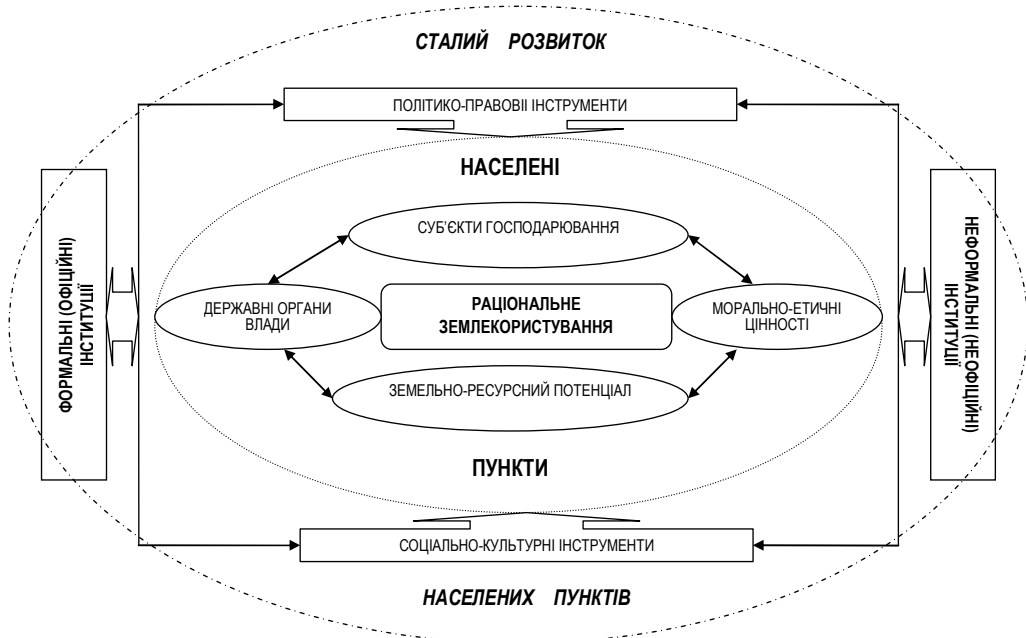 СТАЛИЙ РОЗВИТОК
ПОЛІТИКО-ПРАВОВІІ ІНСТРУМЕНТИ
НАСЕЛЕНІ
СУБ’ЄКТИ ГОСПОДАРЮВАННЯ
ФОРМАЛЬНІ (ОФІЦІЙНІ)
ІНСТИТУЦІЇ
ДЕРЖАВНІ ОРГАНИ
ВЛАДИ
РАЦІОНАЛЬНЕ
ЗЕМЛЕКОРИСТУВАННЯ
МОРАЛЬНО-ЕТИЧНІ
ЦІННОСТІ
НЕФОРМАЛЬНІ (НЕОФІЦІЙНІ)
ІНСТИТУЦІЇ
ЗЕМЕЛЬНО-РЕСУРСНИЙ ПОТЕНЦІАЛ
ПУНКТИ
СОЦІАЛЬНО-КУЛЬТУРНІ ІНСТРУМЕНТИ
НАСЕЛЕНИХ ПУНКТІВ